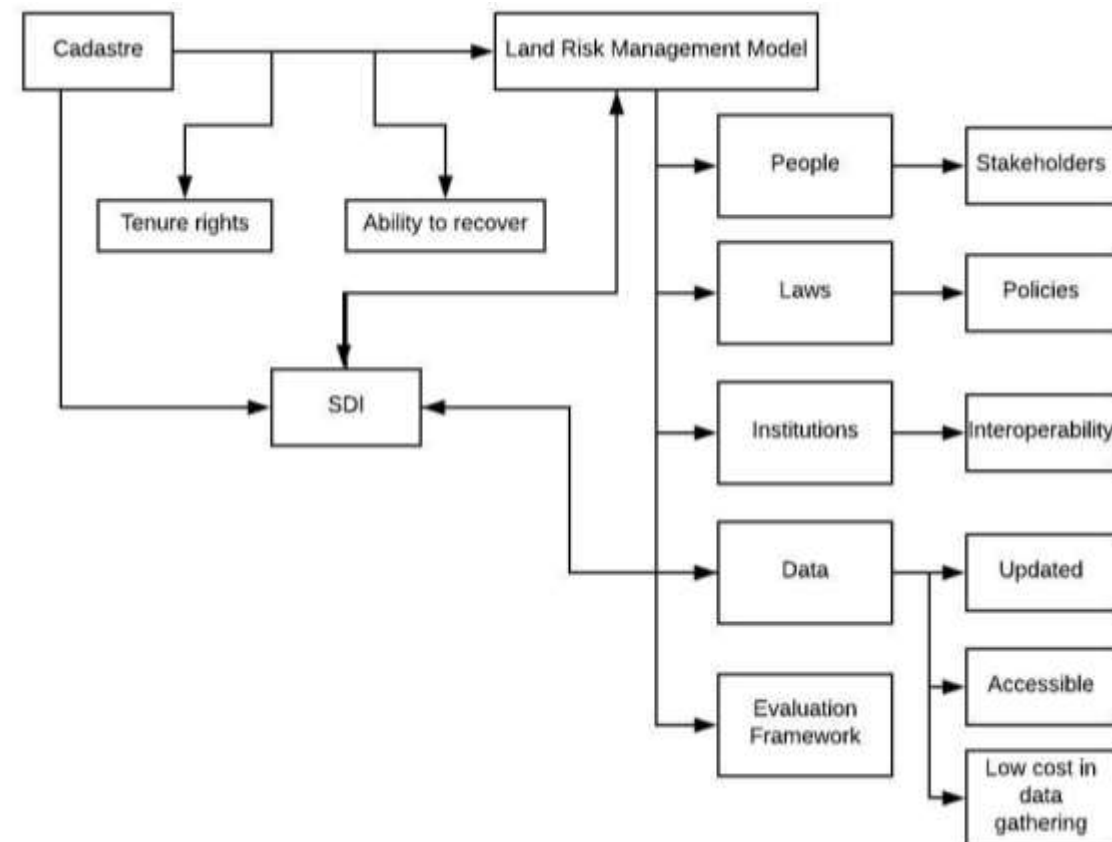 Cadastre
Land Risk Management Model
People
Stakeholders
Tenure rights
Ability to recover
Laws
Policies
SDI
Institutions
Interoperability
Data
Updated
Accessible
Evaluation
Framework
Low cost in
data
gathering